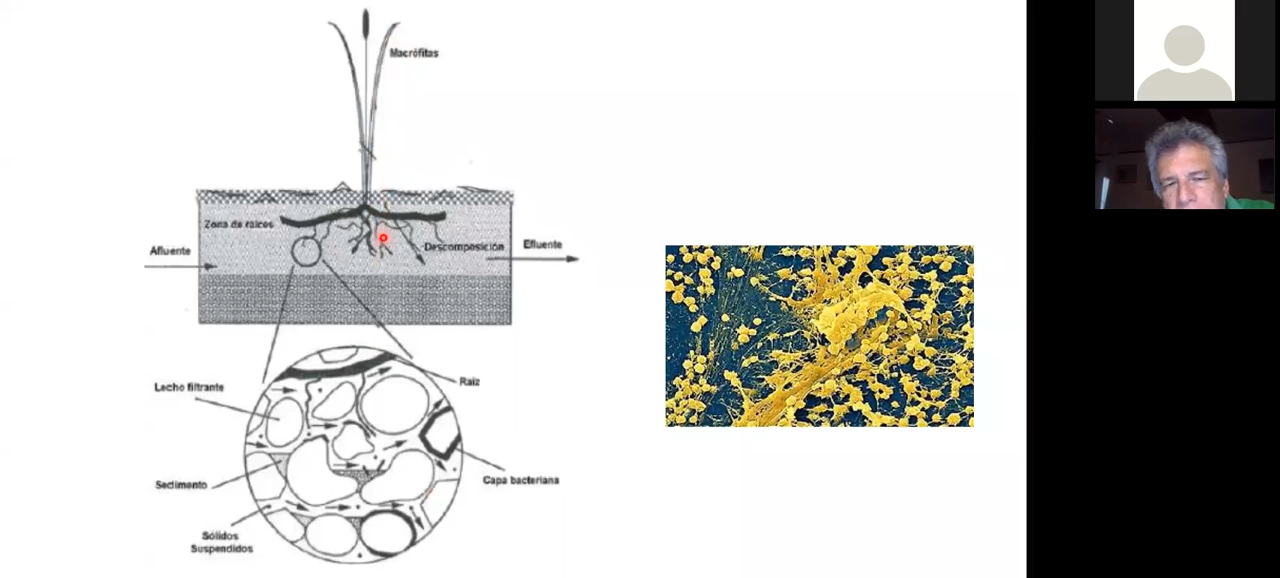 Macrófitas
Zona de raíces
Afluente
Descomposición
Efluente
Lecho filtrante
Raíz
Sedimento
Capa bacteriana
Sólidos
Suspendidos